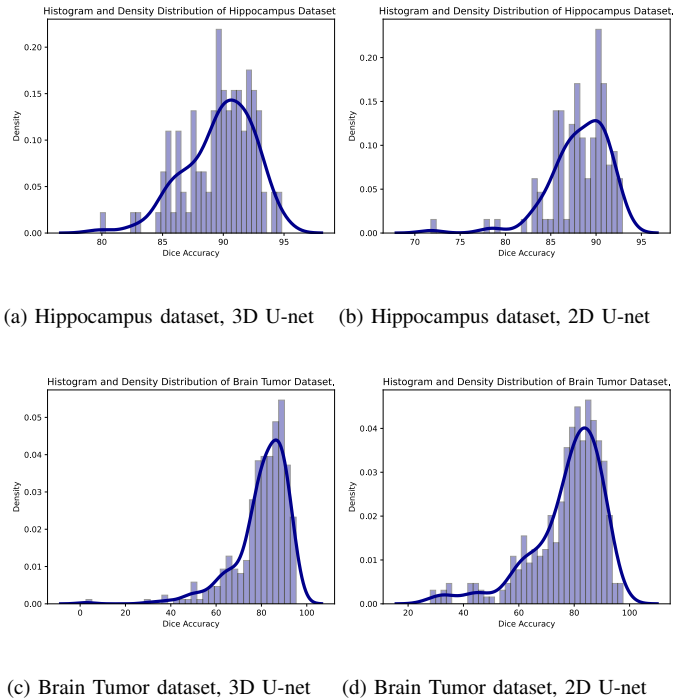 Histogram and Density Distribution of Hippocampus Dataset
0.20
0.15
0.10
0.05
0.00
Density
80 85 90 95
Dice Accuracy
Histogram and Density Distribution of Hippocampus Dataset.
0.20
0.15
0.10
0.05
0.00
Density
70 75 80 85 90 95
Dice Accuracy
(a) Hippocampus dataset, 3D U-net
(b) Hippocampus dataset, 2D U-net
Histogram and Density Distribution of Brain Tumor Dataset.
0.05
0.04
0.03
0.02
0.01
0.00
Density
0 20 40 60 80 100
Dice Accuracy
Histogram and Density Distribution of Brain Tumor Dataset.
0.04
0.03
0.02
0.01
0.00
Density
20 40 60 80 100
Dice Accuracy
(c) Brain Tumor dataset, 3D U-net
(d) Brain Tumor dataset, 2D U-net